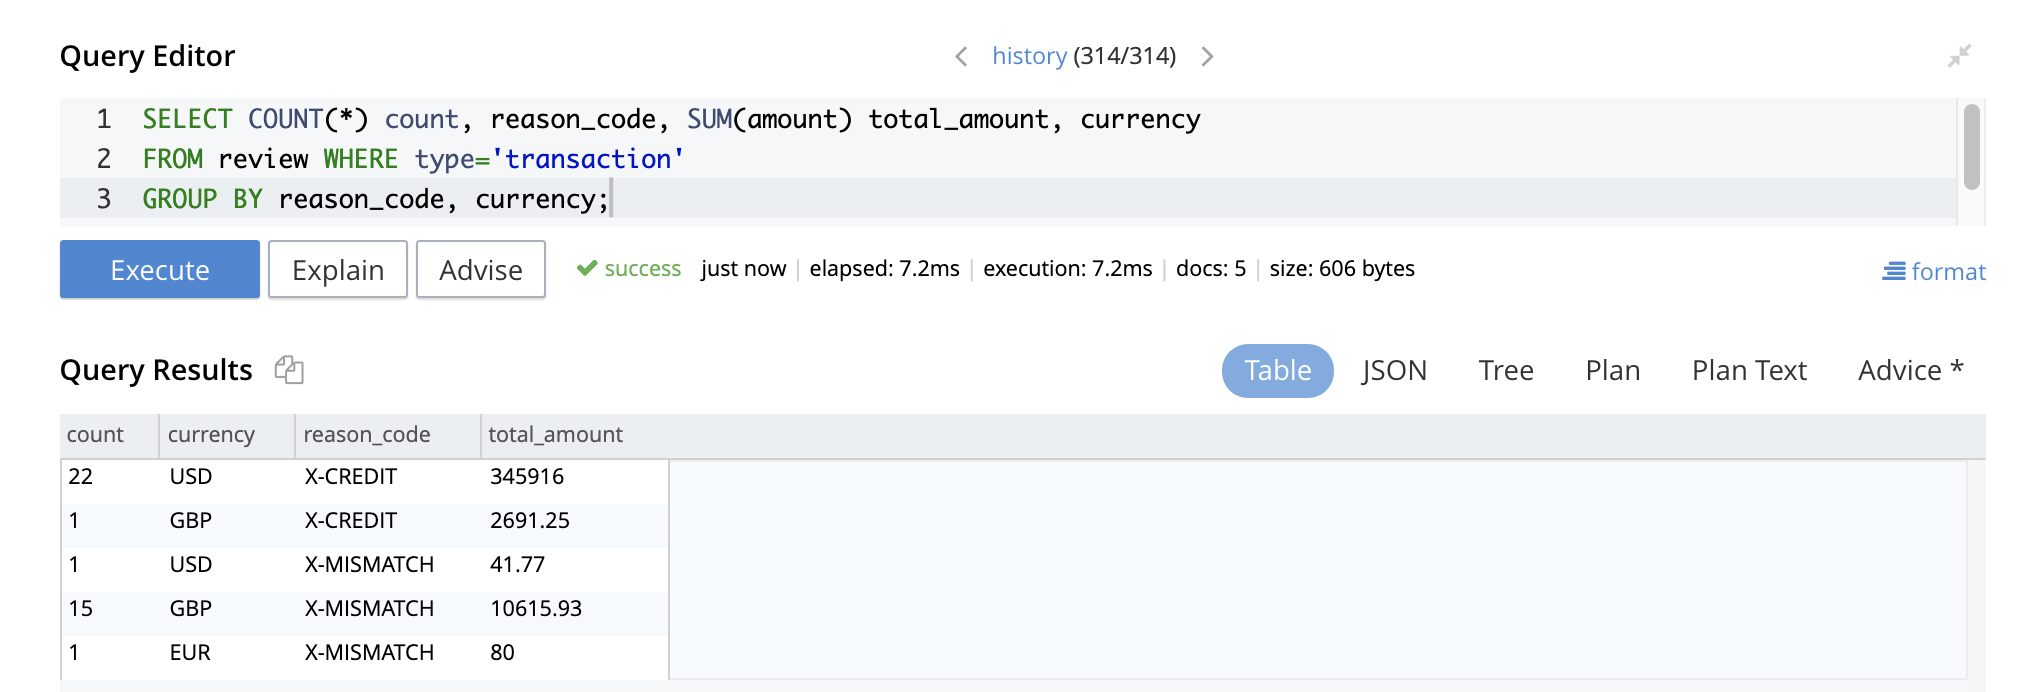 Query Editor
history (314/314)
1 SELECT COUNT(*) count, reason_code, SUM(amount) total_amount, currency
2 FROM review WHERE type='transaction'
3 GROUP BY reason_code, currency;
Execute Explain Advise success just now | elapsed: 7.2ms | execution: 7.2ms | docs: 5 | size: 606 bytes format
Query Results Table JSON Tree Plan Plan Text Advice *
count currency reason_code total_amount
22 USD X-CREDIT 345916
1 GBP X-CREDIT 2691.25
1 USD X-MISMATCH 41.77
15 GBP X-MISMATCH 10615.93
1 EUR X-MISMATCH 80